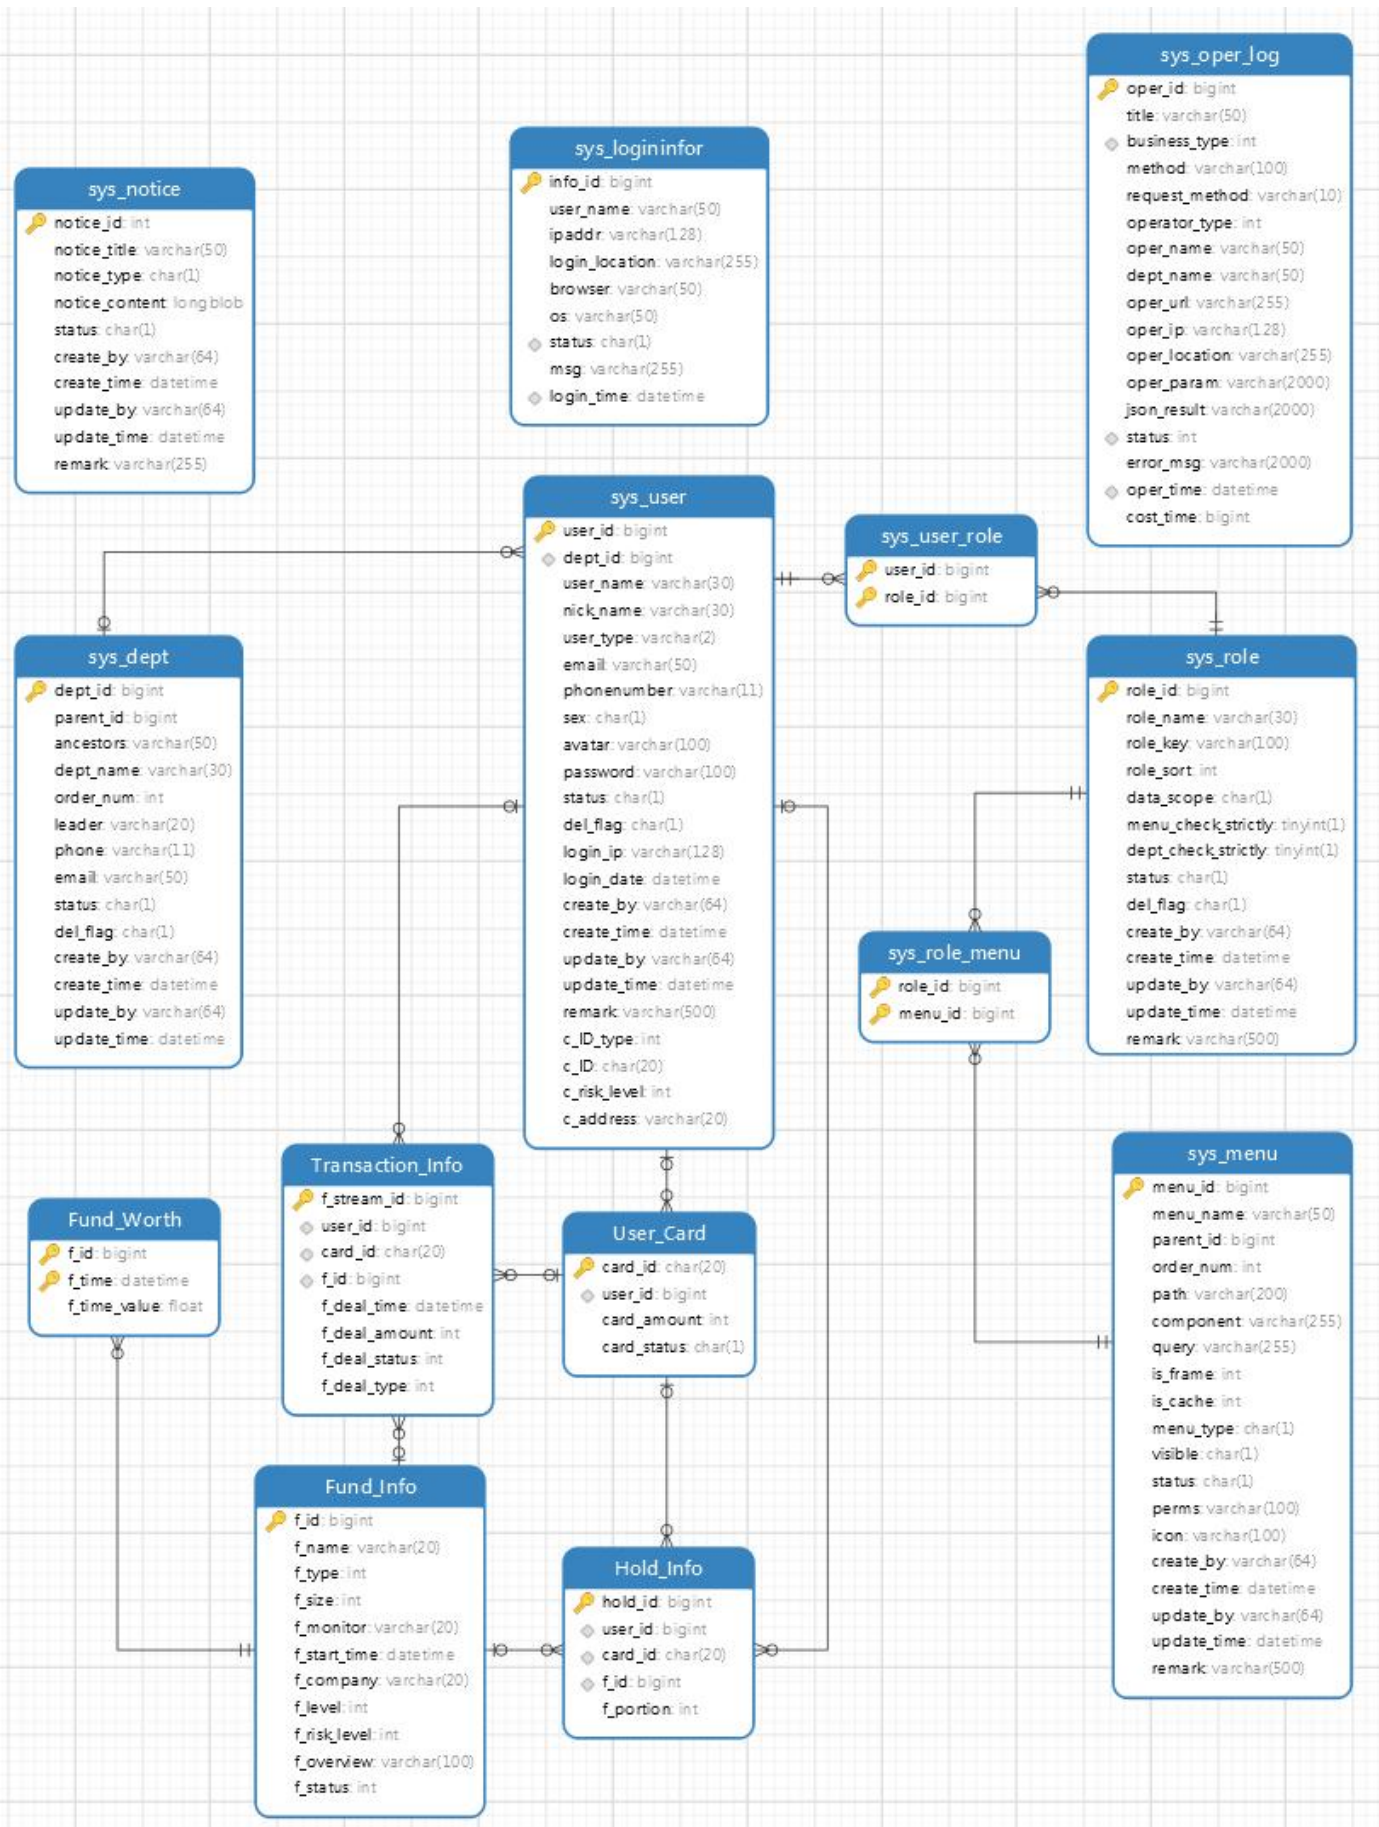 sys_oper_log
oper_id: bigint
title: varchar(50)
business_type: int
method: varchar(100)
request_method: varchar(10)
operator_type: int
oper_name: varchar(50)
dept_name: varchar(50)
oper_url: varchar(255)
oper_ip: varchar(128)
oper_location: varchar(255)
oper_param: varchar(2000)
json_result: varchar(2000)
status: int
error_msg: varchar(2000)
oper_time: datetime
cost_time: bigint
sys_logininfor
info_id: bigint
user_name: varchar(50)
ipaddr: varchar(128)
login_location: varchar(255)
browser: varchar(50)
os: varchar(50)
status: char(1)
msg: varchar(255)
login_time: datetime
sys_notice
notice_id: int
notice_title: varchar(50)
notice_type: char(1)
notice_content: longblob
status: char(1)
create_by: varchar(64)
create_time: datetime
update_by: varchar(64)
update_time: datetime
remark: varchar(255)
sys_user
user_id: bigint
dept_id: bigint
user_name: varchar(30)
nick_name: varchar(30)
user_type: varchar(2)
email: varchar(50)
phonenumber: varchar(11)
sex: char(1)
avatar: varchar(100)
password: varchar(100)
status: char(1)
del_flag: char(1)
login_ip: varchar(128)
login_date: datetime
create_by: varchar(64)
create_time: datetime
update_by: varchar(64)
update_time: datetime
remark: varchar(500)
c_ID_type: int
c_ID: char(20)
c_risk_level: int
c_address: varchar(20)
sys_user_role
user_id: bigint
role_id: bigint
sys_dept
dept_id: bigint
parent_id: bigint
ancestors: varchar(50)
dept_name: varchar(30)
order_num: int
leader: varchar(20)
phone: varchar(11)
email: varchar(50)
status: char(1)
del_flag: char(1)
create_by: varchar(64)
create_time: datetime
update_by: varchar(64)
update_time: datetime
sys_role
role_id: bigint
role_name: varchar(30)
role_key: varchar(100)
role_sort: int
data_scope: char(1)
menu_check_strictly: tinyint(1)
dept_check_strictly: tinyint(1)
status: char(1)
del_flag: char(1)
create_by: varchar(64)
create_time: datetime
update_by: varchar(64)
update_time: datetime
remark: varchar(500)
sys_role_menu
role_id: bigint
menu_id: bigint
sys_menu
menu_id: bigint
menu_name: varchar(50)
parent_id: bigint
order_num: int
path: varchar(200)
component: varchar(255)
query: varchar(255)
is_frame: int
is_cache: int
menu_type: char(1)
visible: char(1)
status: char(1)
perms: varchar(100)
icon: varchar(100)
create_by: varchar(64)
create_time: datetime
update_by: varchar(64)
update_time: datetime
remark: varchar(500)
Transaction_Info
f_stream_id: bigint
user_id: bigint
card_id: char(20)
f_id: bigint
f_deal_time: datetime
f_deal_amount: int
f_deal_status: int
f_deal_type: int
Fund_Worth
f_id: bigint
f_time: datetime
f_time_value: float
User_Card
card_id: char(20)
user_id: bigint
card_amount: int
card_status: char(1)
Fund_Info
f_id: bigint
f_name: varchar(20)
f_type: int
f_size: int
f_monitor: varchar(20)
f_start_time: datetime
f_company: varchar(20)
f_level: int
f_risk_level: int
f_overview: varchar(100)
f_status: int
Hold_Info
hold_id: bigint
user_id: bigint
card_id: char(20)
f_id: bigint
f_portion: int